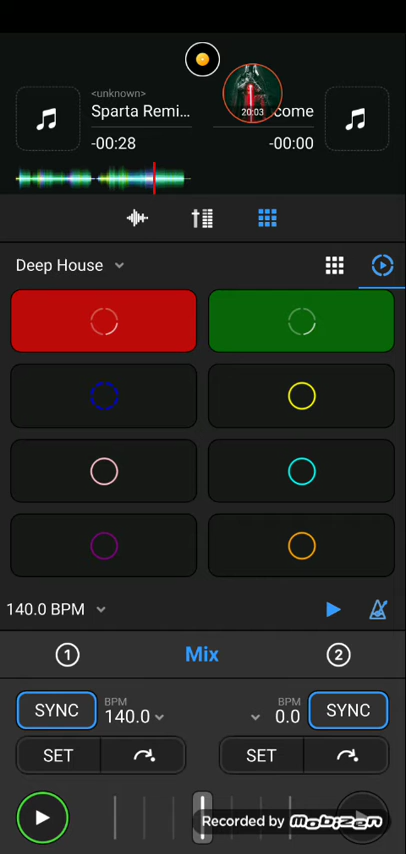 <unknown>
Sparta Remi...
20:03
come
-00:28
-00:00
Deep House
140.0 BPM
1
Mix
2
SYNC
BPM
140.0
BPM
0.0
SYNC
SET
SET
Recorded by mobizen